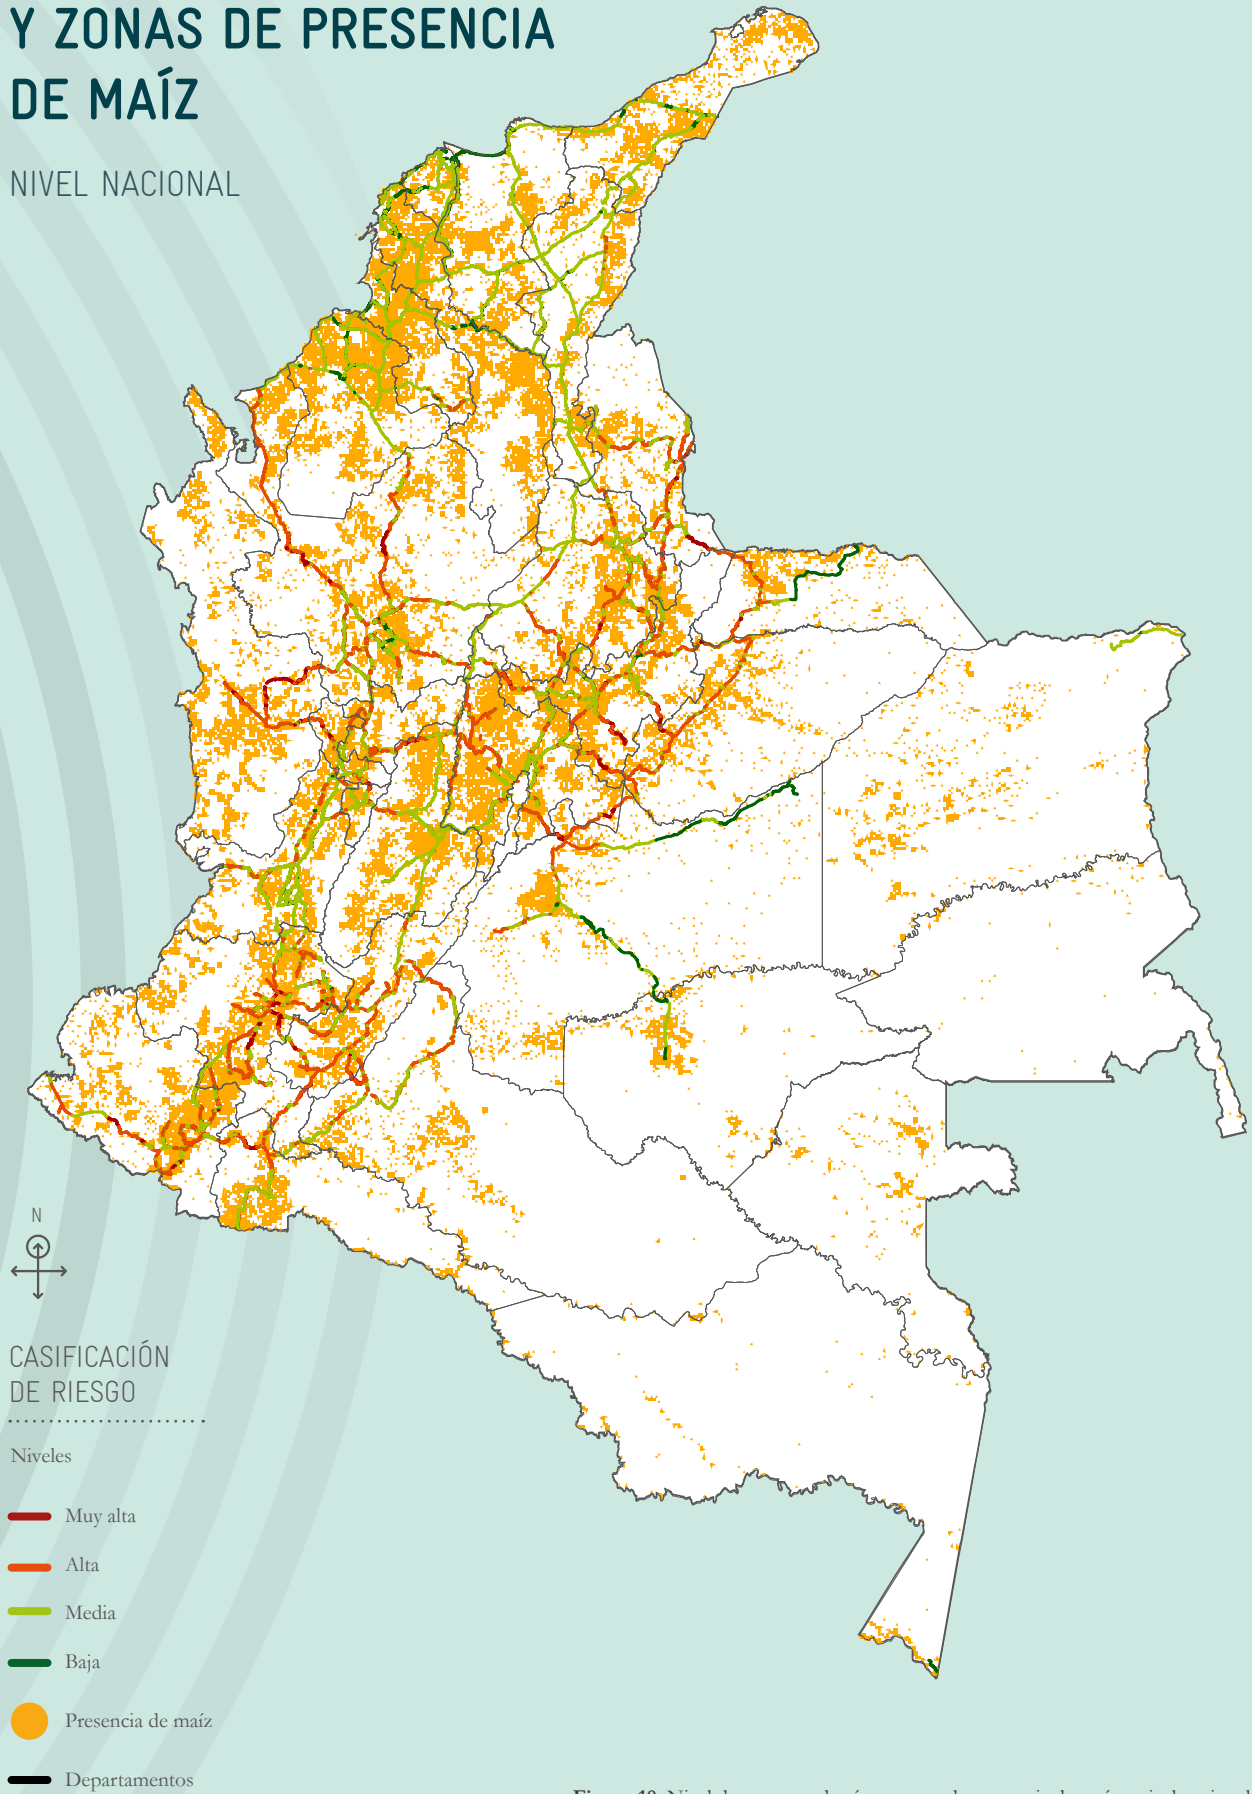 Y ZONAS DE PRESENCIA
DE MAÍZ
NIVEL NACIONAL
N
CASIFICACIÓN
DE RIESGO
Niveles
Muy alta
Alta
Media
Baja
Presencia de maíz
Departamentos